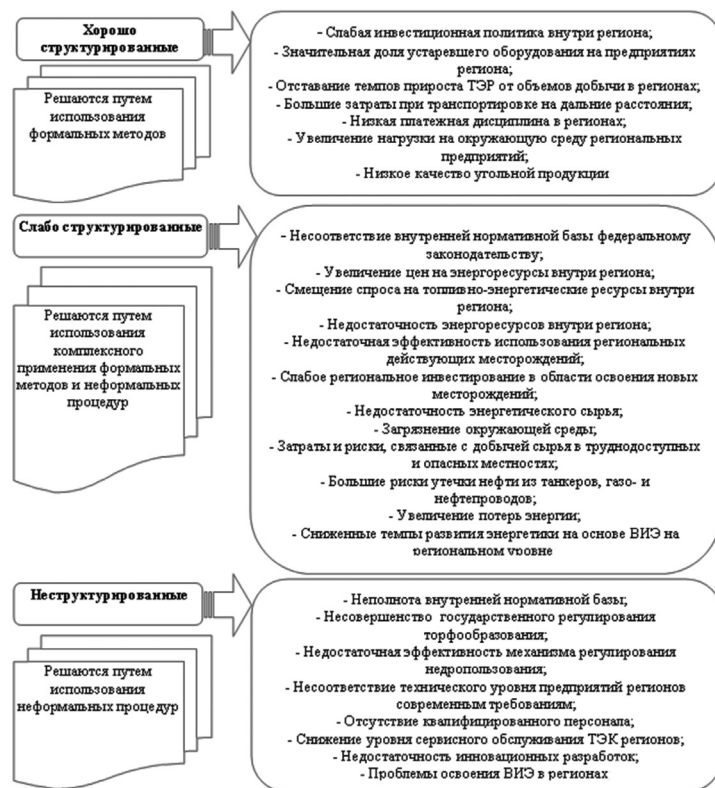 Хорошо
структурированные
Решаются путем
использования
формальных методов
- Слабая инвестиционная политика внутри региона;
- Значительная доля устаревшего оборудования на предприятиях
региона;
- Отставание темпов прироста ТЭР от объемов добычи в регионах;
- Большие затраты при транспортировке на дальние расстояния;
- Низкая платежная дисциплина в регионах;
- Увеличение нагрузки на окружающую среду региональных
предприятий;
- Низкое качество угольной продукции
Слабо структурированные
Решаются путем
использования
комплексного
применения формальных
методов и неформальных
процедур
- Несоответствие внутренней нормативной базы федеральному
законодательству;
- Увеличение цен на энергоресурсы внутри региона;
- Смещение спроса на топливно-энергетические ресурсы внутри
региона;
- Недостаточность энергоресурсов внутри региона;
- Недостаточная эффективность использования региональных
действующих месторождений;
- Слабое региональное инвестирование в области освоения новых
месторождений;
- Недостаточность энергетического сырья;
- Загрязнение окружающей среды;
- Затраты и риски, связанные с добычей сырья в труднодоступных
и опасных местностях;
- Большие риски утечки нефти из танкеров, газо- и
нефтепроводов;
- Увеличение потерь энергии;
- Сниженные темпы развития энергетики на основе ВИЭ на
региональном уровне
Неструктурированные
Решаются путем
использования
неформальных процедур
- Неполнота внутренней нормативной базы;
- Несовершенство государственного регулирования
торфообразования;
- Недостаточная эффективность механизма регулирования
недропользования;
- Несоответствие технического уровня предприятий регионов
современным требованиям;
- Отсутствие квалифицированного персонала;
- Снижение уровня сервисного обслуживания ТЭК регионов;
- Недостаточность инновационных разработок;
- Проблемы освоения ВИЭ в регионах